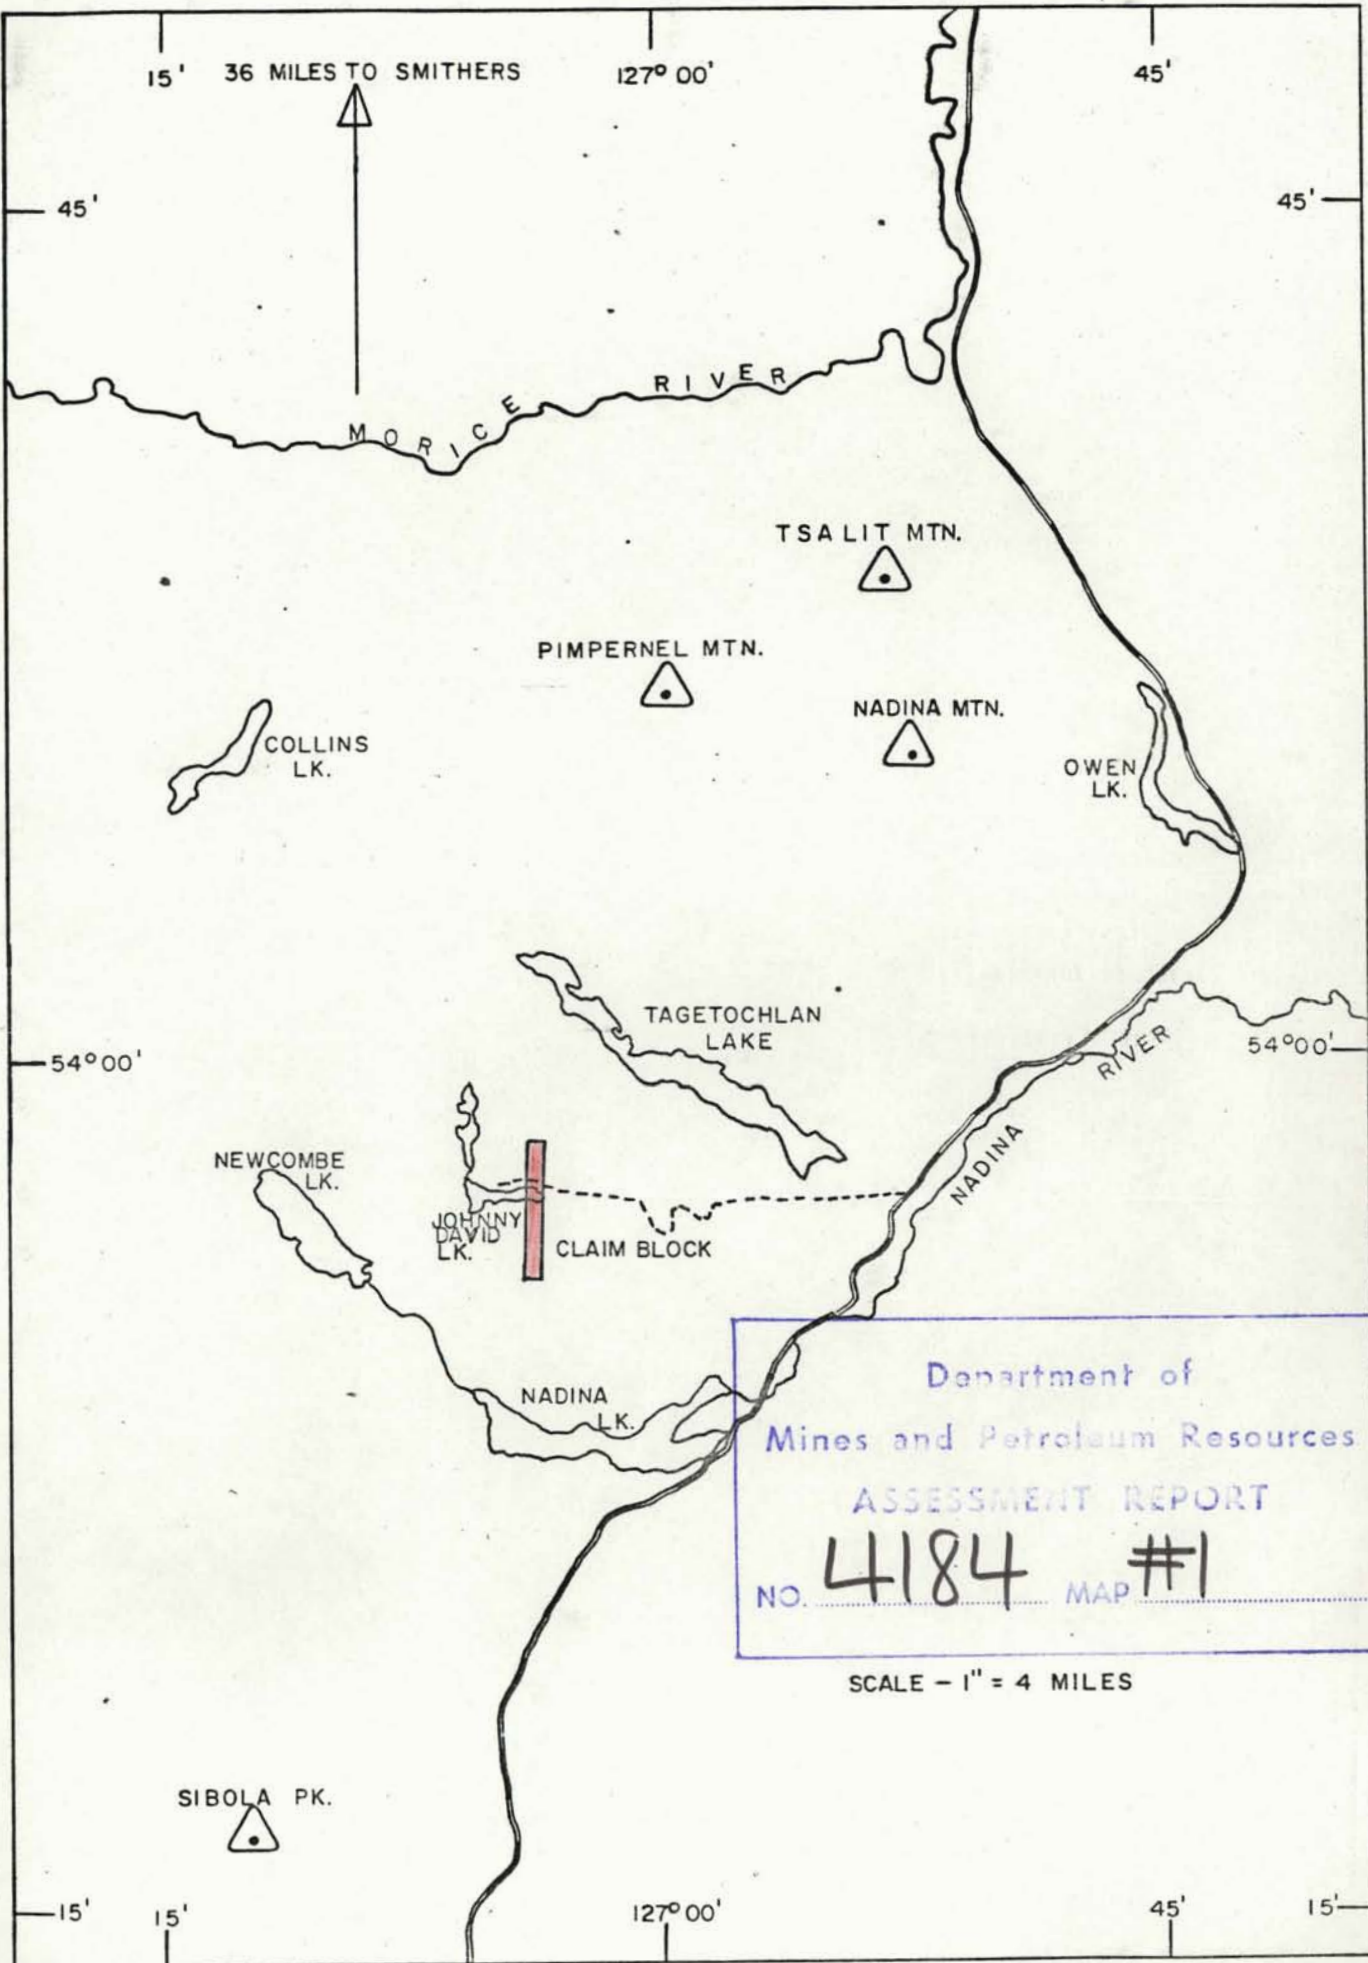 15'
36 MILES TO SMITHERS
127° 00'
45'
45'
45'
MORICE RIVER
TSALIT MTN.
PIMPERNEL MTN.
NADINA MTN.
COLLINS
LK.
OWEN
LK.
TAGETOCHLAN
LAKE
54°00'
54°00'
NADINA RIVER
NEWCOMBE
LK.
JOHNNY
DAVID
LK.
CLAIM BLOCK
NADINA
LK.
Department of
Mines and Petroleum Resources
ASSESSMENT REPORT
NO. 4184 MAP #1
SCALE – 1" = 4 MILES
SIBOLA PK.
15'
15'
127° 00'
45'
15'